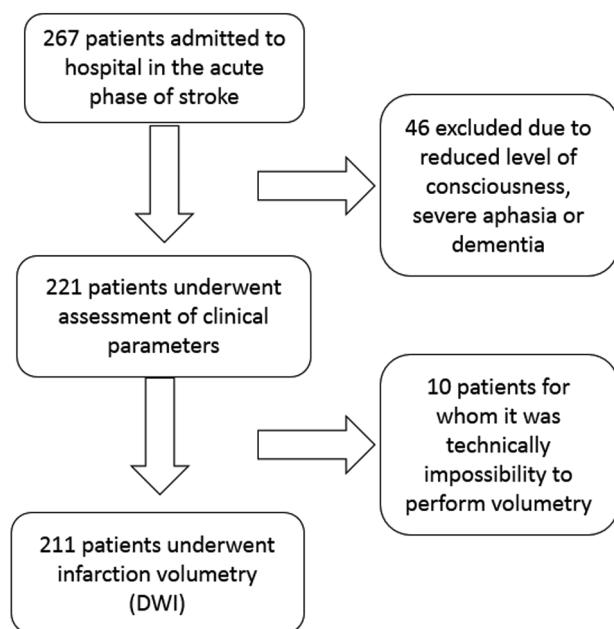 267 patients admitted to
hospital in the acute
phase of stroke
46 excluded due to
reduced level of
consciousness,
severe aphasia or
dementia
221 patients underwent
assessment of clinical
parameters
10 patients for
whom it was
technically
impossibility to
perform volumetry
211 patients underwent
infarction volumetry
(DWI)